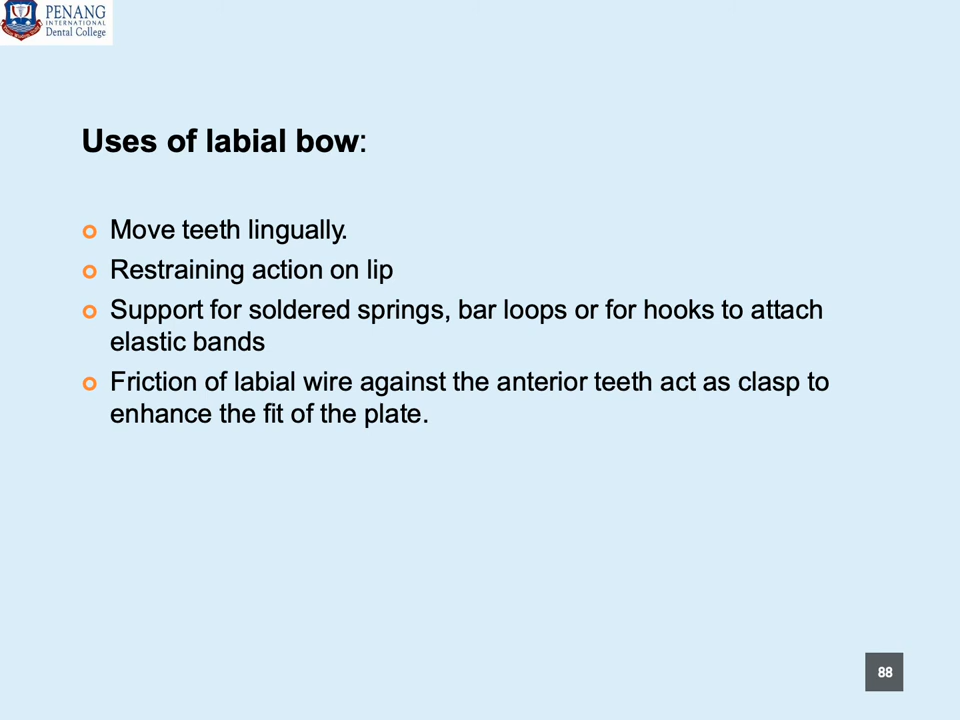 PENANG
INTERNATIONAL
Dental College
Uses of labial bow:
Move teeth lingually.
Restraining action on lip
Support for soldered springs, bar loops or for hooks to attach
elastic bands
Friction of labial wire against the anterior teeth act as clasp to
enhance the fit of the plate.
88